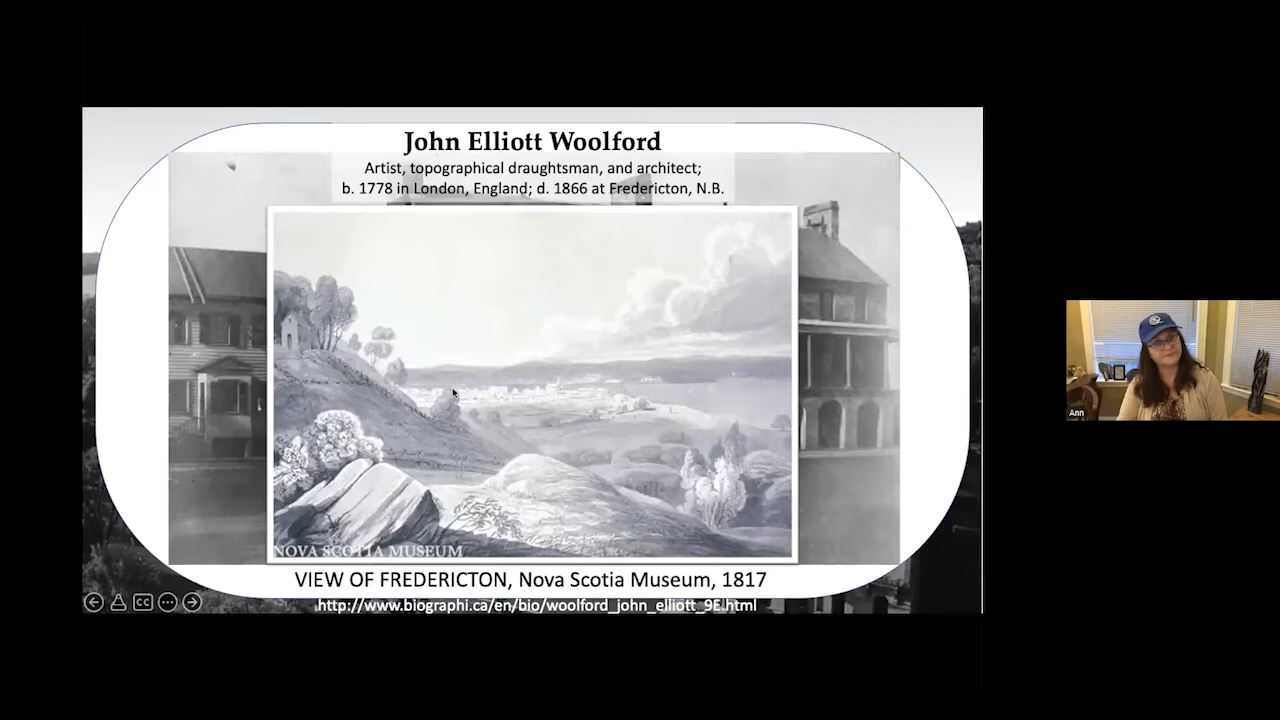 John Elliott Woolford
Artist, topographical draughtsman, and architect;
b. 1778 in London, England; d. 1866 at Fredericton, N.B.
NOVA SCOTIA MUSEUM
VIEW OF FREDERICTON, Nova Scotia Museum, 1817
http://www.biographi.ca/en/bio/woolford_john_elliott_9E.html
CC
Ann